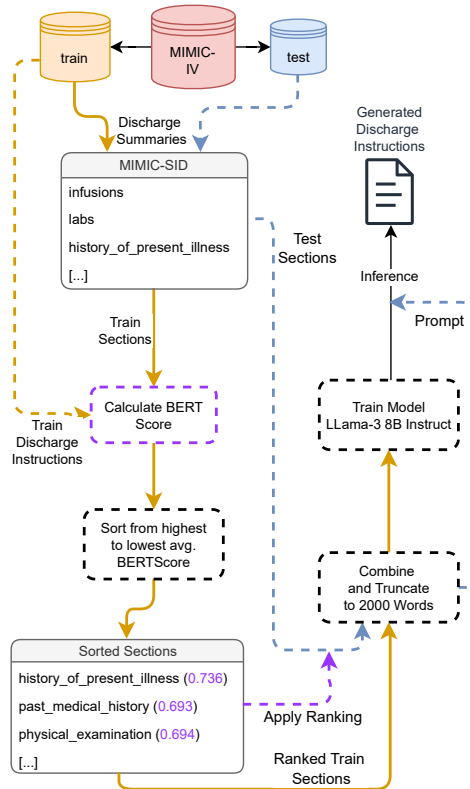 train
MIMIC-
IV
test
Discharge
Summaries
Generated
Discharge
Instructions
MIMIC-SID
infusions
labs
history_of_present_illness
[...]
Test
Sections
Inference
Prompt
Train
Sections
Calculate BERT
Score
Train Model
LLama-3 8B Instruct
Train
Discharge
Instructions
Sort from highest
to lowest avg.
BERTScore
Combine
and Truncate
to 2000 Words
Sorted Sections
history_of_present_illness (0.736)
past_medical_history (0.693)
physical_examination (0.694)
[...]
Apply Ranking
Ranked Train
Sections